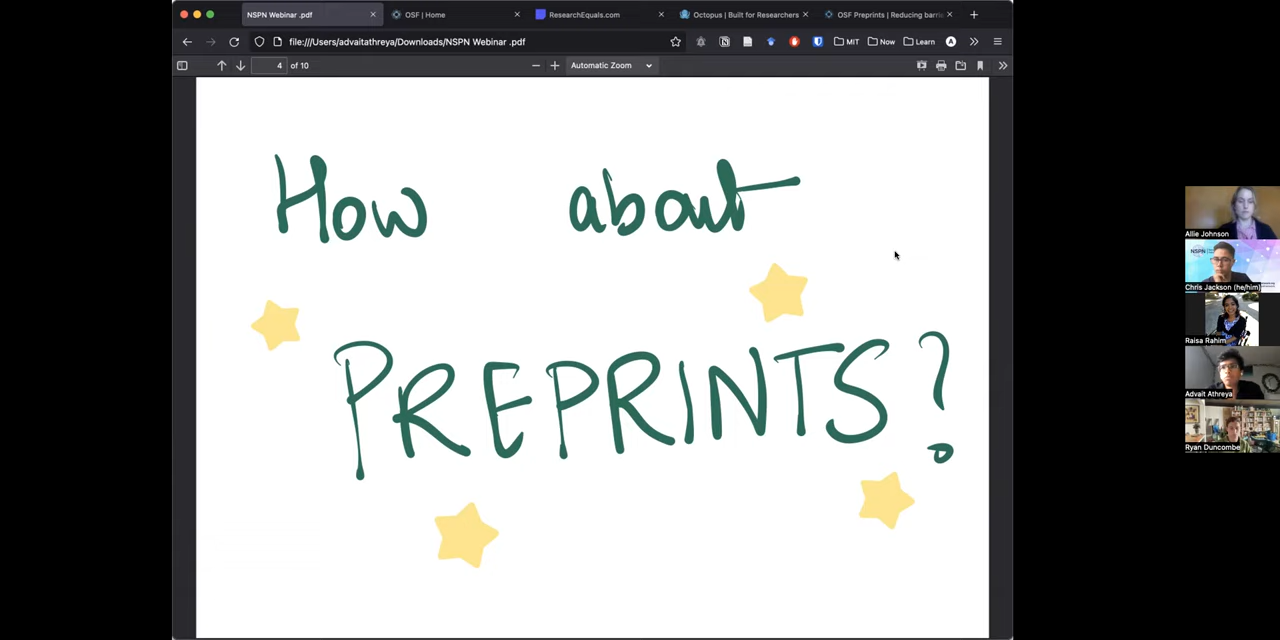 NSPN Webinar .pdf
OSF | Home
ResearchEquals.com
Octopus | Built for Researchers
OSF Preprints | Reducing barrie
file:///Users/advaitathreya/Downloads/NSPN Webinar .pdf
MIT
Now
Learn
A
4 of 10
Automatic Zoom
How about
PREPRINTS?
Allie Johnson
NSPN
Chris Jackson (he/him)
Raisa Rahim
Advait Athreya
Ryan Duncombe